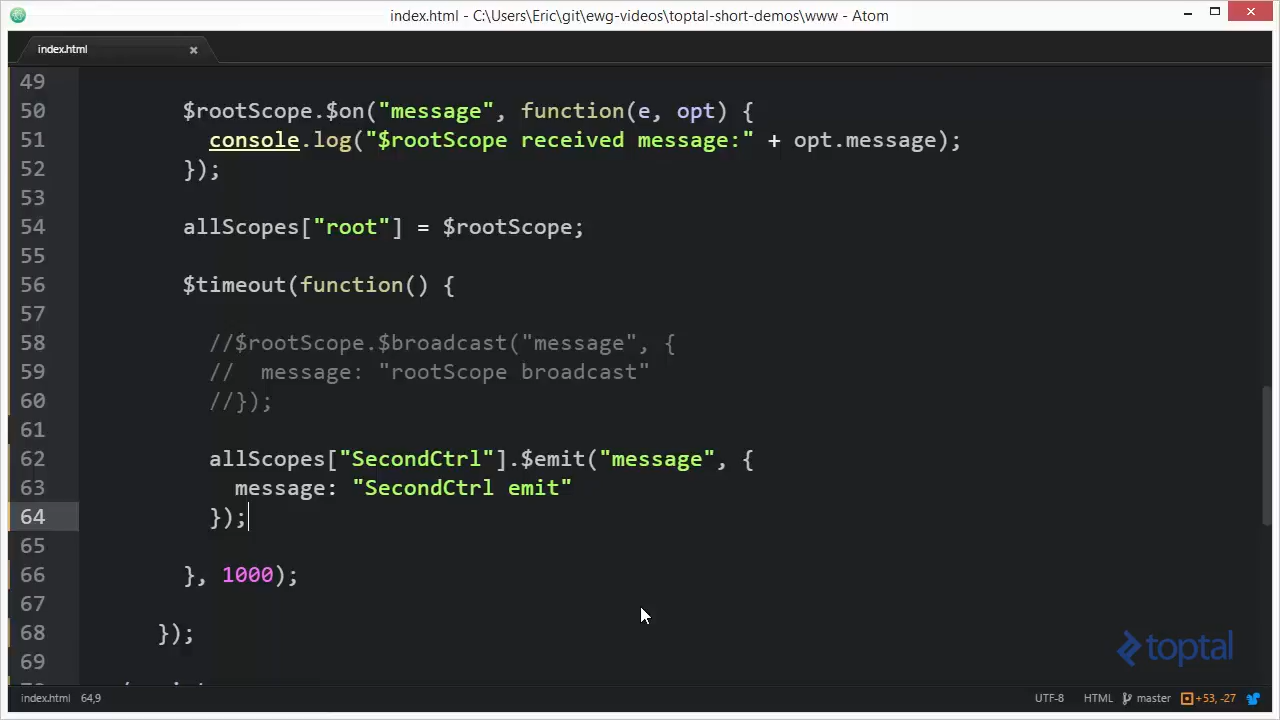 index.html - C:\Users\Eric\git\ewg-videos\toptal-short-demos\www - Atom
index.html
49
50 $rootScope.$on("message", function(e, opt) {
51 console.log("$rootScope received message:" + opt.message);
52 });
53
54 allScopes["root"] = $rootScope;
55
56 $timeout(function() {
57
58 //$rootScope.$broadcast("message", {
59 //  message: "rootScope broadcast"
60 //});
61
62 allScopes["SecondCtrl"].$emit("message", {
63 message: "SecondCtrl emit"
64 });
65
66 }, 1000);
67
68 });
69
toptal
index.html 64,9 UTF-8 HTML master +53, -27